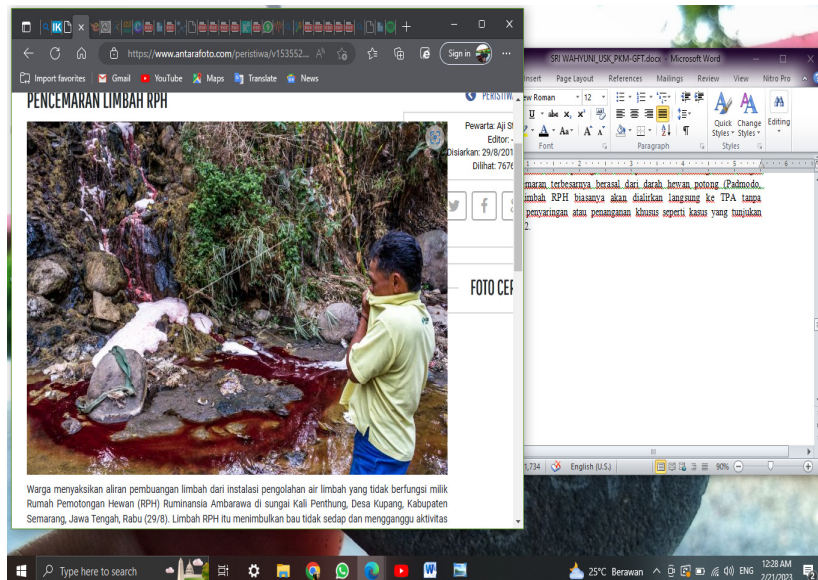 https://www.antarafoto.com/peristiwa/v153552...
Sign in
Import favorites
Gmail
YouTube
Maps
Translate
News
PENCEMARAN LIMBAH RPH
PERISTIW
Pewarta: Aji St
Editor: -
Disiarkan: 29/8/201
Dilihat: 7676
FOTO CER
Warga menyaksikan aliran pembuangan limbah dari instalasi pengolahan air limbah yang tidak berfungsi milik
Rumah Pemotongan Hewan (RPH) Ruminansia Ambarawa di sungai Kali Penthung, Desa Kupang, Kabupaten
Semarang, Jawa Tengah, Rabu (29/8). Limbah RPH itu menimbulkan bau tidak sedap dan mengganggu aktivitas
SRI WAHYUNI_USK_PKM-GFT.docx - Microsoft Word
Insert Page Layout References Mailings Review View Nitro Pro
ew Roman 12
Quick Styles
Change Styles
Editing
Font Paragraph Styles
emaran terbesarnya berasal dari darah hewan potong (Padmodo,
imbah RPH biasanya akan dialirkan langsung ke TPA tanpa
penyaringan atau penanganan khusus seperti kasus yang tunjukan
2.
1,734 English (U.S.) 90%
Type here to search
25°C Berawan
ENG
12:28 AM
2/21/2023